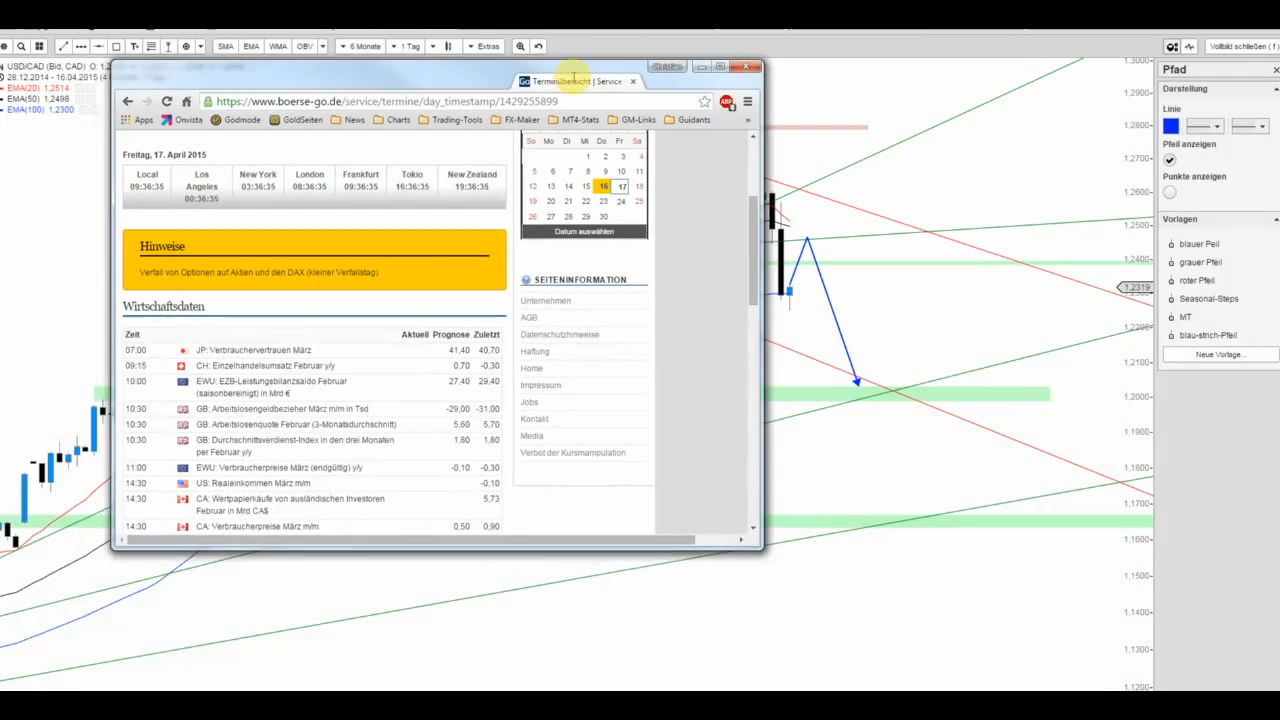 SMA EMA WMA OBV 6 Monate 1 Tag Extras
Vollbild schließen ( f )
USD/CAD (Bid, CAD) O: 1,2
28.12.2014 - 16.04.2015 (4
EMA(20) 1,2514
EMA(50) 1,2498
EMA(100) 1,2300
Christian
Terminübersicht | Service
https://www.boerse-go.de/service/termine/day_timestamp/1429255899
Apps Onvista Godmode GoldSeiten News Charts Trading-Tools FX-Maker MT4-Stats GM-Links Guidants »
Freitag, 17. April 2015
Local Los Angeles New York London Frankfurt Tokio New Zealand
09:36:35 00:36:35 03:36:35 08:36:35 09:36:35 16:36:35 19:36:35
Hinweise
Verfall von Optionen auf Aktien und den DAX (kleiner Verfallstag)
Wirtschaftsdaten
Zeit Aktuell Prognose Zuletzt
07:00 JP: Verbrauchervertrauen März 41,40 40,70
09:15 CH: Einzelhandelsumsatz Februar y/y 0,70 -0,30
10:00 EWU: EZB-Leistungsbilanzsaldo Februar 27,40 29,40
(saisonbereinigt) in Mrd €
10:30 GB: Arbeitslosengeldbezieher März m/m in Tsd -29,00 -31,00
10:30 GB: Arbeitslosenquote Februar (3-Monatsdurchschnitt) 5,60 5,70
10:30 GB: Durchschnittsverdienst-Index in den drei Monaten 1,80 1,80
per Februar y/y
11:00 EWU: Verbraucherpreise März (endgültig) y/y -0,10 -0,30
14:30 US: Realeinkommen März m/m -0,10
14:30 CA: Wertpapierkäufe von ausländischen Investoren 5,73
Februar in Mrd CA$
14:30 CA: Verbraucherpreise März m/m 0,50 0,90
So Mo Di Mi Do Fr Sa
1 2 3 4
5 6 7 8 9 10 11
12 13 14 15 16 17 18
19 20 21 22 23 24 25
26 27 28 29 30
Datum auswählen
SEITENINFORMATION
Unternehmen
AGB
Datenschutzhinweise
Haftung
Home
Impressum
Jobs
Kontakt
Media
Verbot der Kursmanipulation
1,3000
1,2900
1,2800
1,2700
1,2600
1,2500
1,2400
1,2319
1,2200
1,2100
1,2000
1,1900
1,1800
1,1700
1,1600
1,1500
1,1400
1,1300
1,1200
Pfad
Darstellung
Linie
Pfeil anzeigen
Punkte anzeigen
Vorlagen
blauer Peil
grauer Pfeil
roter Pfeil
Seasonal-Steps
MT
blau-strich-Pfeil
Neue Vorlage...